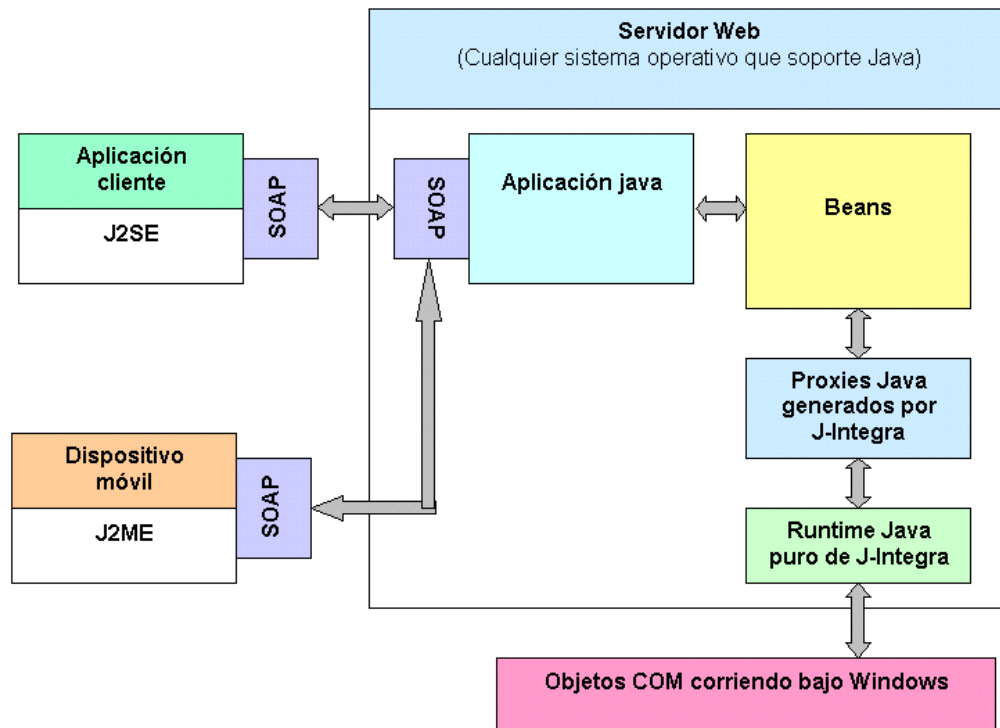 Servidor Web
(Cualquier sistema operativo que soporte Java)
Aplicación
cliente
J2SE
SOAP
SOAP
Aplicación java
Beans
Proxies Java
generados por
J-Integra
Dispositivo
móvil
J2ME
SOAP
Runtime Java
puro de J-Integra
Objetos COM corriendo bajo Windows